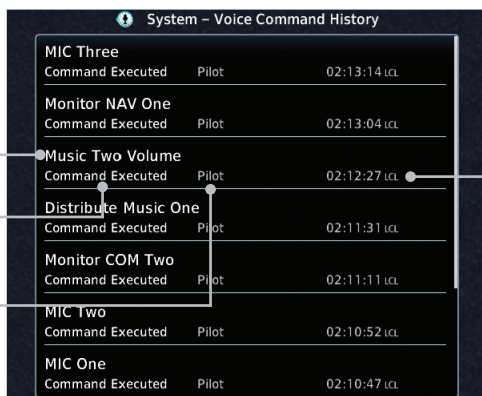 System – Voice Command History
MIC Three
Command Executed Pilot 02:13:14 LCL
Monitor NAV One
Command Executed Pilot 02:13:04 LCL
Music Two Volume
Command Executed Pilot 02:12:27 LCL
Distribute Music One
Command Executed Pilot 02:11:31 LCL
Monitor COM Two
Command Executed Pilot 02:11:11 LCL
MIC Two
Command Executed Pilot 02:10:52 LCL
MIC One
Command Executed Pilot 02:10:47 LCL